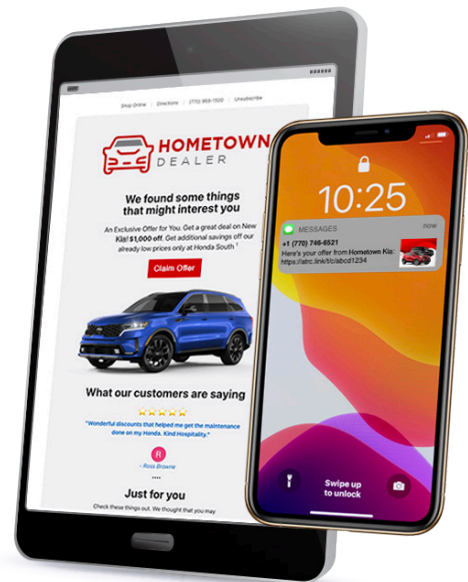 Shop Online | Directions | (770) 955-1500 | Unsubscribe
HOMETOWN
DEALER
We found some things
that might interest you
An Exclusive Offer for You. Get a great deal on New
Kia! $1,000 off. Get additional savings off our
already low prices only at Honda South ¹
Claim Offer
What our customers are saying
"Wonderful discounts that helped me get the maintenance
done on my Honda. Kind Hospitality."
R
- Ross Browne
Just for you
Check these things out. We thought that you may
10:25
MESSAGES
now
+1 (770) 746-6521
Here's your offer from Hometown Kia:
https://atrc.link/t/c/abcd1234
Swipe up
to unlock